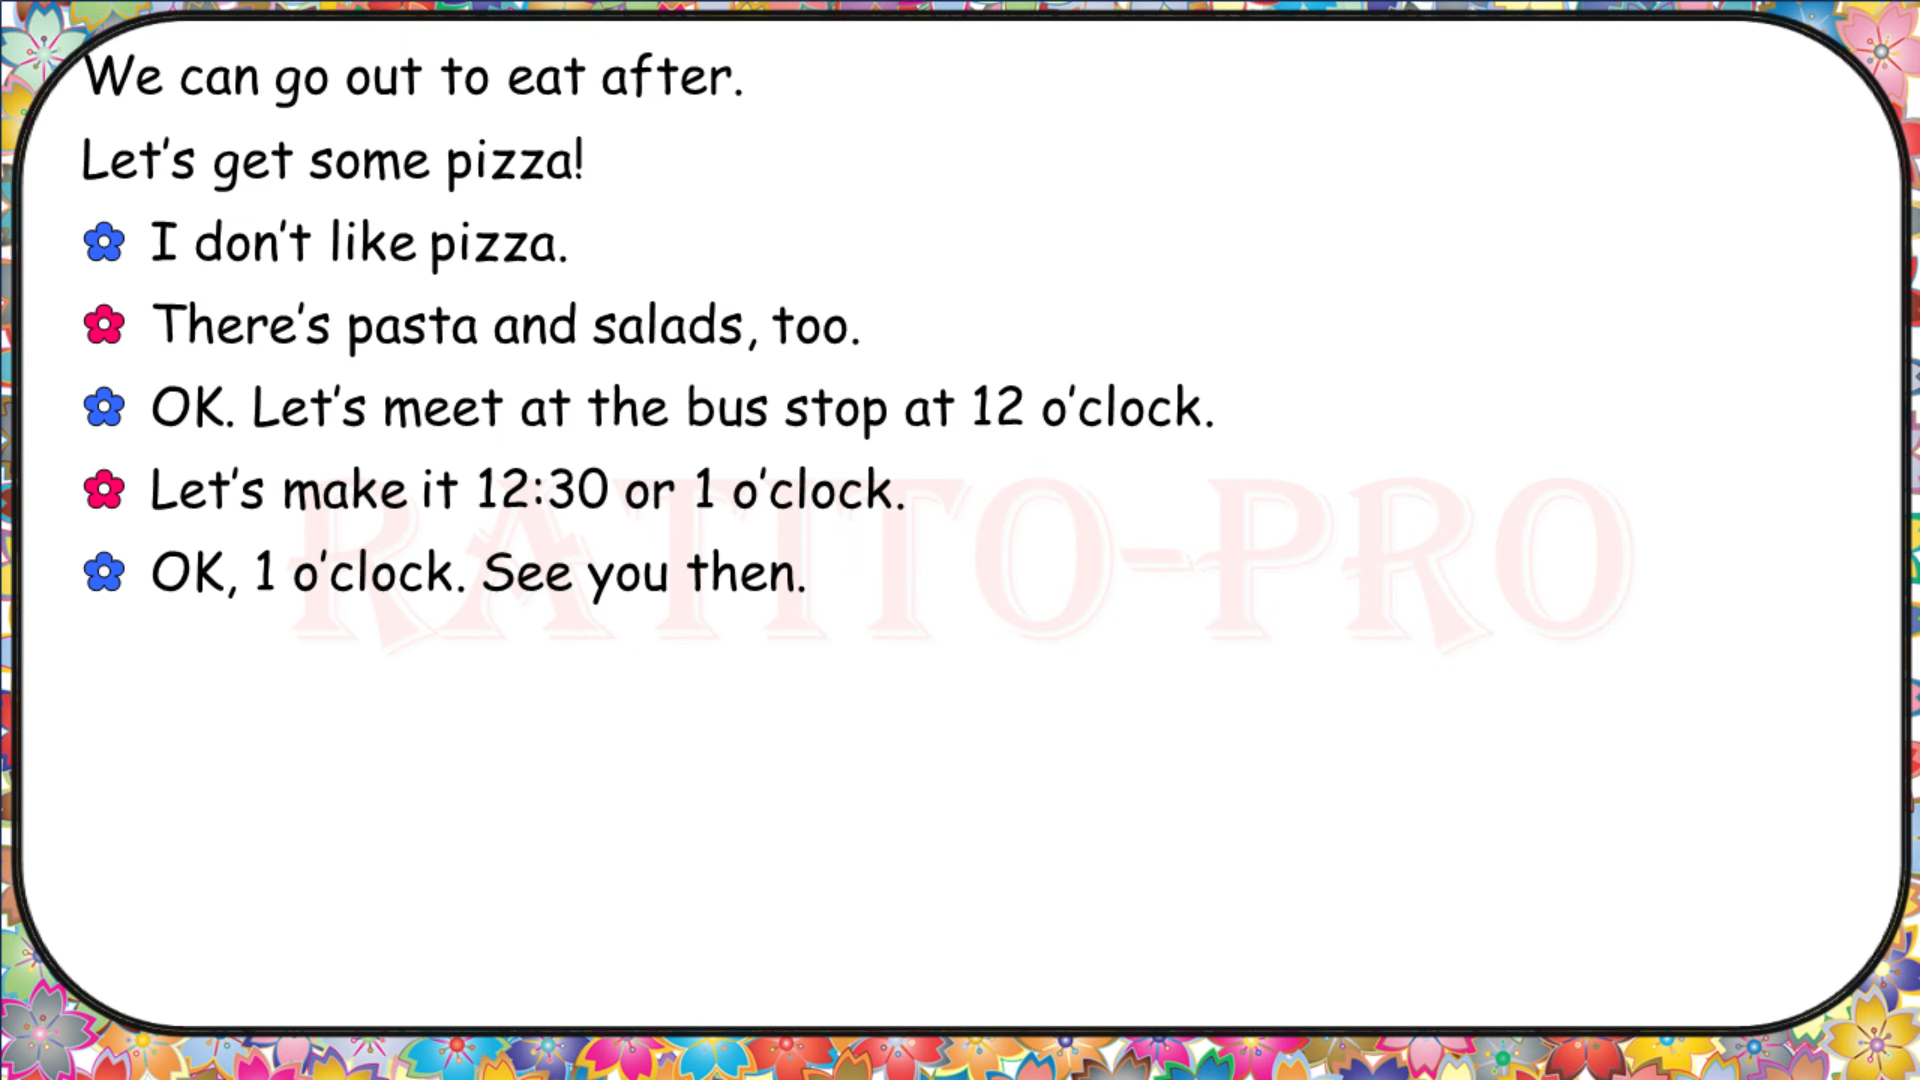 We can go out to eat after.
Let's get some pizza!
I don't like pizza.
There's pasta and salads, too.
OK. Let's meet at the bus stop at 12 o'clock.
Let's make it 12:30 or 1 o'clock.
OK, 1 o'clock. See you then.
RATITO-PRO